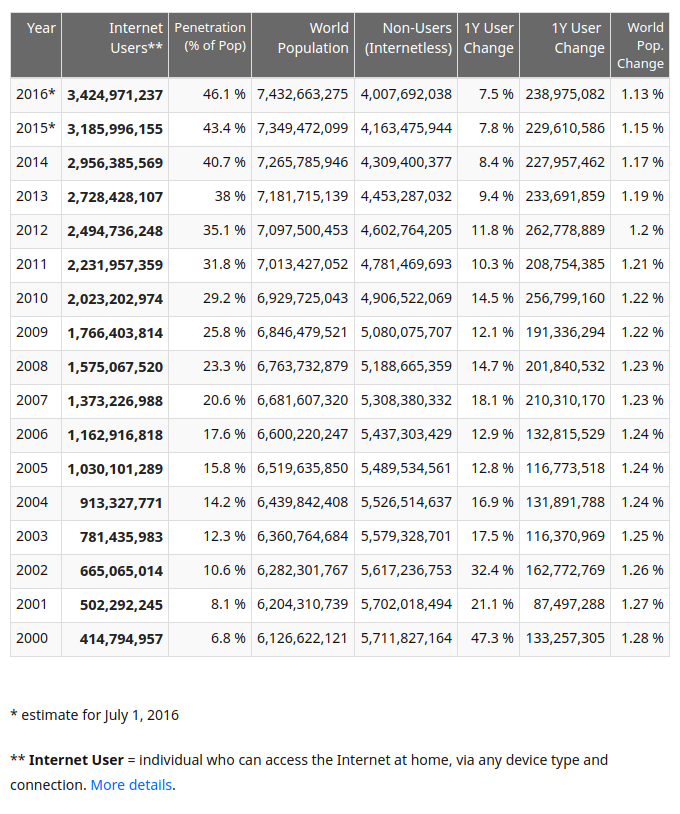 Year Internet Users** Penetration (% of Pop) World Population Non-Users (Internetless) 1Y User Change 1Y User Change World Pop. Change
2016* 3,424,971,237 46.1 % 7,432,663,275 4,007,692,038 7.5 % 238,975,082 1.13 %
2015* 3,185,996,155 43.4 % 7,349,472,099 4,163,475,944 7.8 % 229,610,586 1.15 %
2014 2,956,385,569 40.7 % 7,265,785,946 4,309,400,377 8.4 % 227,957,462 1.17 %
2013 2,728,428,107 38 % 7,181,715,139 4,453,287,032 9.4 % 233,691,859 1.19 %
2012 2,494,736,248 35.1 % 7,097,500,453 4,602,764,205 11.8 % 262,778,889 1.2 %
2011 2,231,957,359 31.8 % 7,013,427,052 4,781,469,693 10.3 % 208,754,385 1.21 %
2010 2,023,202,974 29.2 % 6,929,725,043 4,906,522,069 14.5 % 256,799,160 1.22 %
2009 1,766,403,814 25.8 % 6,846,479,521 5,080,075,707 12.1 % 191,336,294 1.22 %
2008 1,575,067,520 23.3 % 6,763,732,879 5,188,665,359 14.7 % 201,840,532 1.23 %
2007 1,373,226,988 20.6 % 6,681,607,320 5,308,380,332 18.1 % 210,310,170 1.23 %
2006 1,162,916,818 17.6 % 6,600,220,247 5,437,303,429 12.9 % 132,815,529 1.24 %
2005 1,030,101,289 15.8 % 6,519,635,850 5,489,534,561 12.8 % 116,773,518 1.24 %
2004 913,327,771 14.2 % 6,439,842,408 5,526,514,637 16.9 % 131,891,788 1.24 %
2003 781,435,983 12.3 % 6,360,764,684 5,579,328,701 17.5 % 116,370,969 1.25 %
2002 665,065,014 10.6 % 6,282,301,767 5,617,236,753 32.4 % 162,772,769 1.26 %
2001 502,292,245 8.1 % 6,204,310,739 5,702,018,494 21.1 % 87,497,288 1.27 %
2000 414,794,957 6.8 % 6,126,622,121 5,711,827,164 47.3 % 133,257,305 1.28 %
* estimate for July 1, 2016
** Internet User = individual who can access the Internet at home, via any device type and
connection. More details.